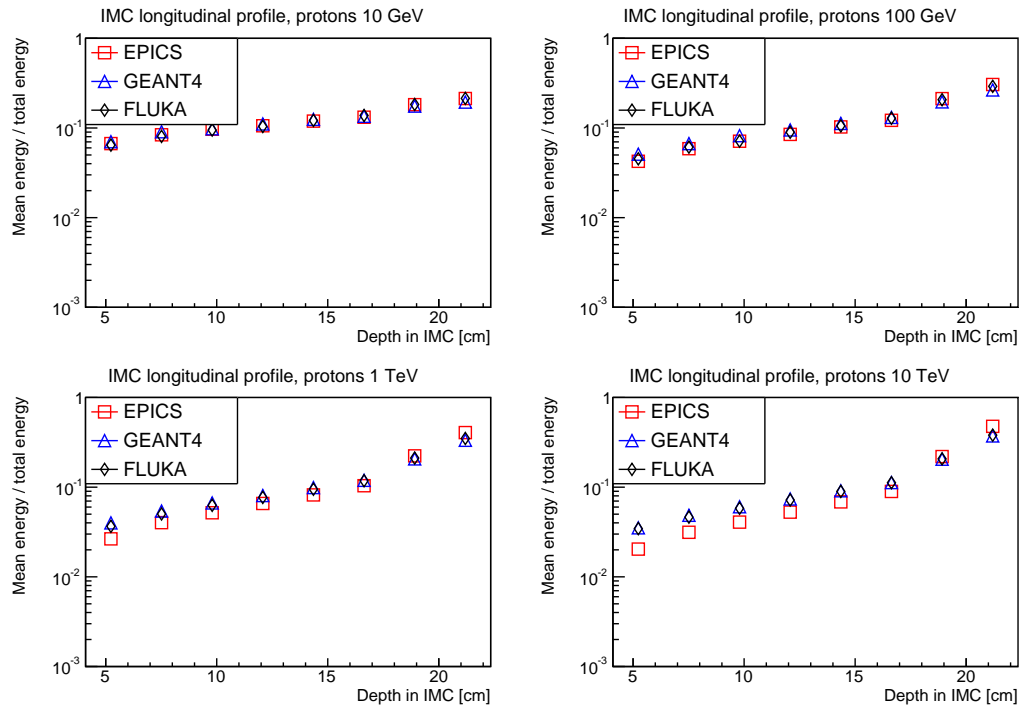 IMC longitudinal profile, protons 10 GeV
Mean energy / total energy
1
10^-1
10^-2
10^-3
EPICS
GEANT4
FLUKA
5 10 15 20
Depth in IMC [cm]
IMC longitudinal profile, protons 100 GeV
Mean energy / total energy
1
10^-1
10^-2
10^-3
EPICS
GEANT4
FLUKA
5 10 15 20
Depth in IMC [cm]
IMC longitudinal profile, protons 1 TeV
Mean energy / total energy
1
10^-1
10^-2
10^-3
EPICS
GEANT4
FLUKA
5 10 15 20
Depth in IMC [cm]
IMC longitudinal profile, protons 10 TeV
Mean energy / total energy
1
10^-1
10^-2
10^-3
EPICS
GEANT4
FLUKA
5 10 15 20
Depth in IMC [cm]